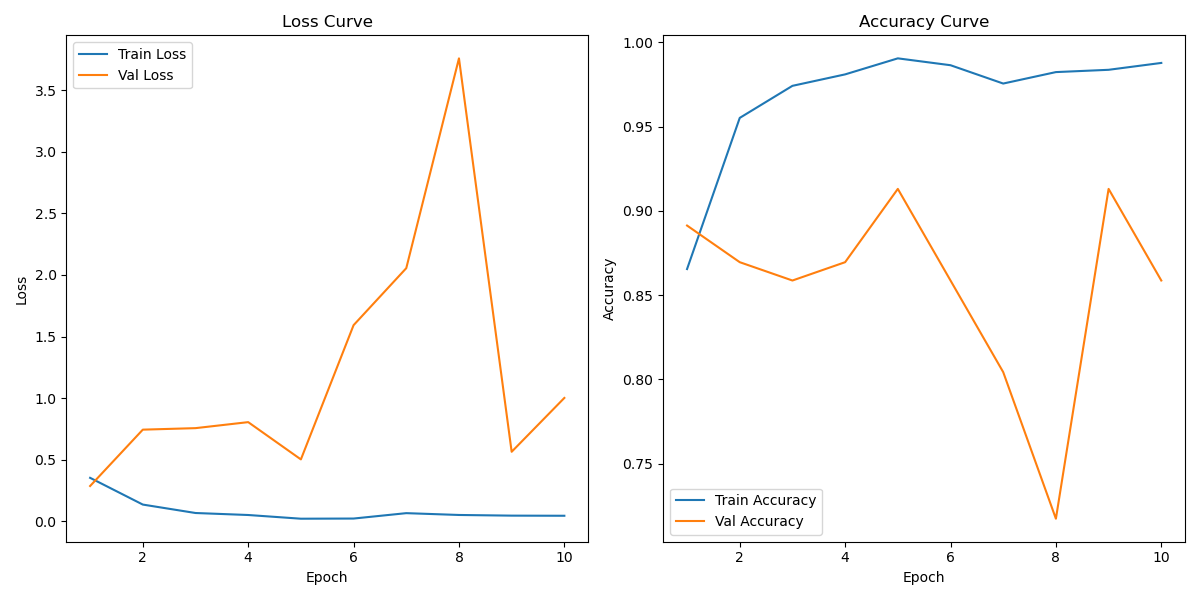 Loss Curve
Train Loss
Val Loss
3.5
3.0
2.5
2.0
1.5
1.0
0.5
0.0
Loss
2
4
6
8
10
Epoch
Accuracy Curve
1.00
0.95
0.90
0.85
0.80
0.75
Accuracy
Train Accuracy
Val Accuracy
2
4
6
8
10
Epoch